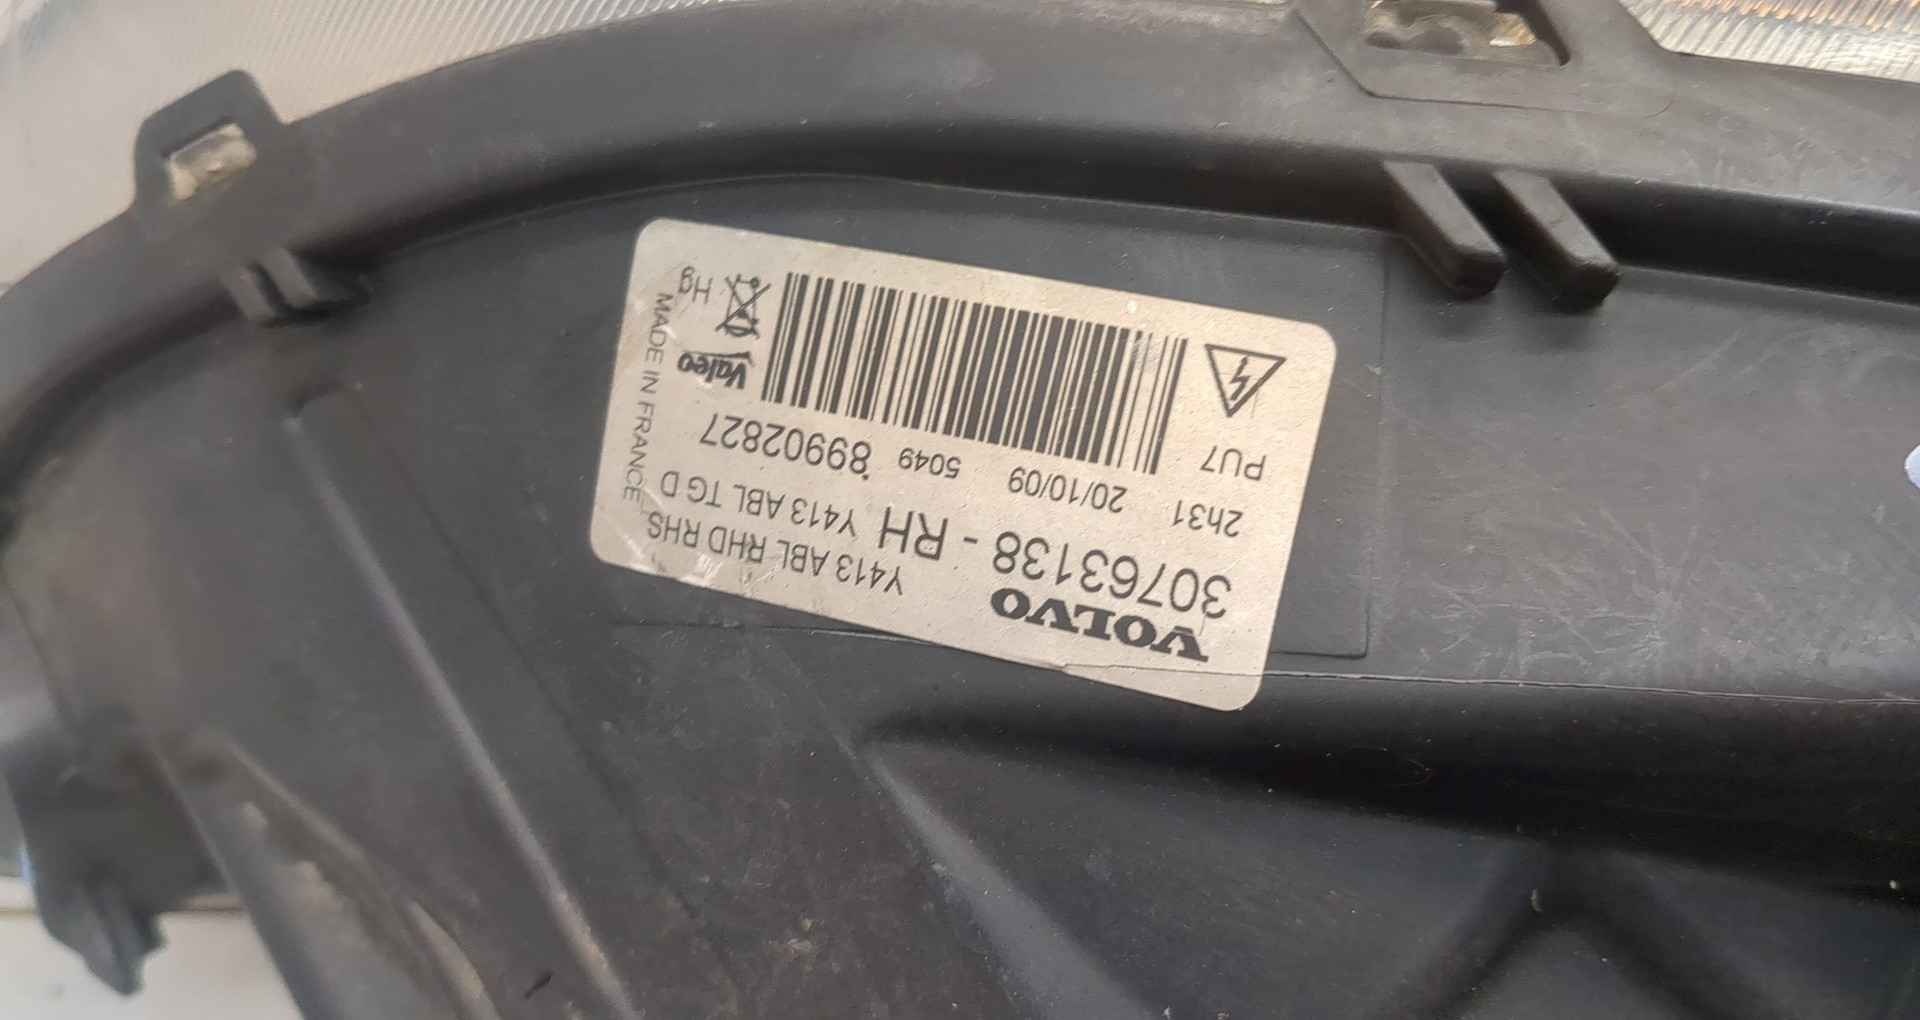 VOLVO
Y413 ABL RHD RHS
30763138 - RH Y413 ABL TG D
2h31 20/10/09 5049 89902827
PU7
Valeo
Hg
MADE IN FRANCE